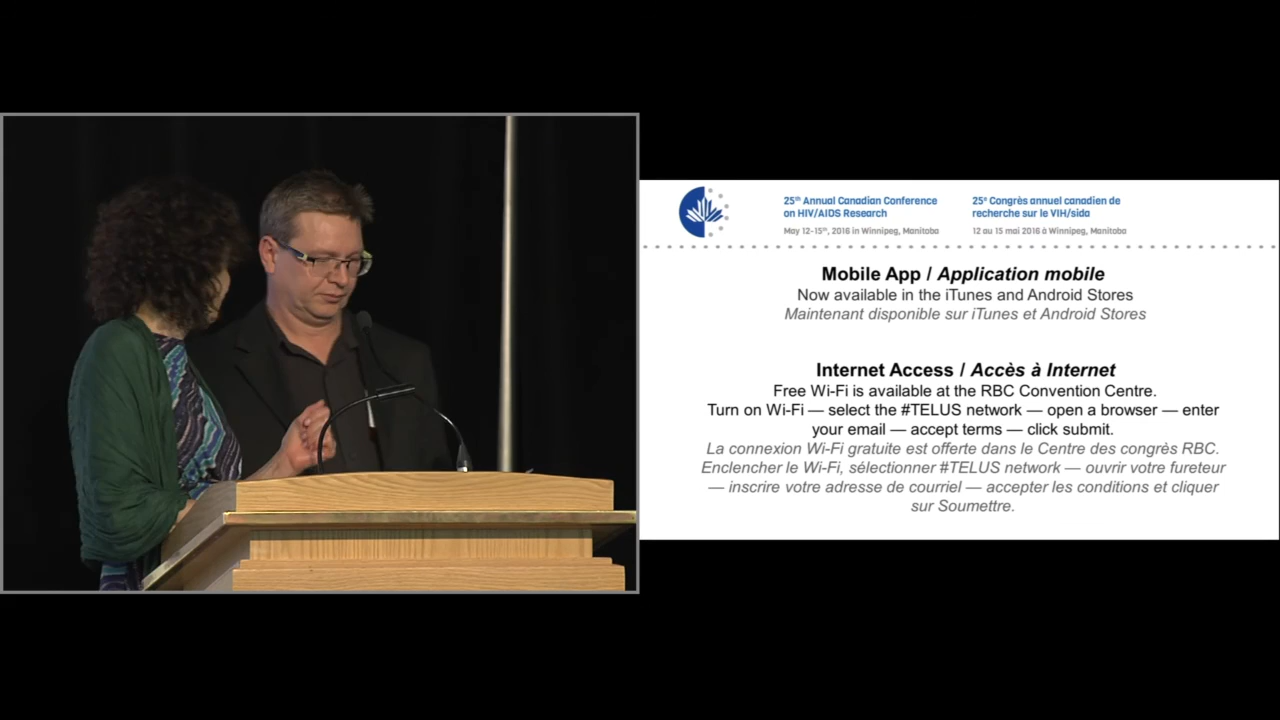 25th Annual Canadian Conference
on HIV/AIDS Research
May 12-15th, 2016 in Winnipeg, Manitoba
25e Congrès annuel canadien de
recherche sur le VIH/sida
12 au 15 mai 2016 à Winnipeg, Manitoba
Mobile App / Application mobile
Now available in the iTunes and Android Stores
Maintenant disponible sur iTunes et Android Stores
Internet Access / Accès à Internet
Free Wi-Fi is available at the RBC Convention Centre.
Turn on Wi-Fi — select the #TELUS network — open a browser — enter
your email — accept terms — click submit.
La connexion Wi-Fi gratuite est offerte dans le Centre des congrès RBC.
Enclencher le Wi-Fi, sélectionner #TELUS network — ouvrir votre fureteur
— inscrire votre adresse de courriel — accepter les conditions et cliquer
sur Soumettre.